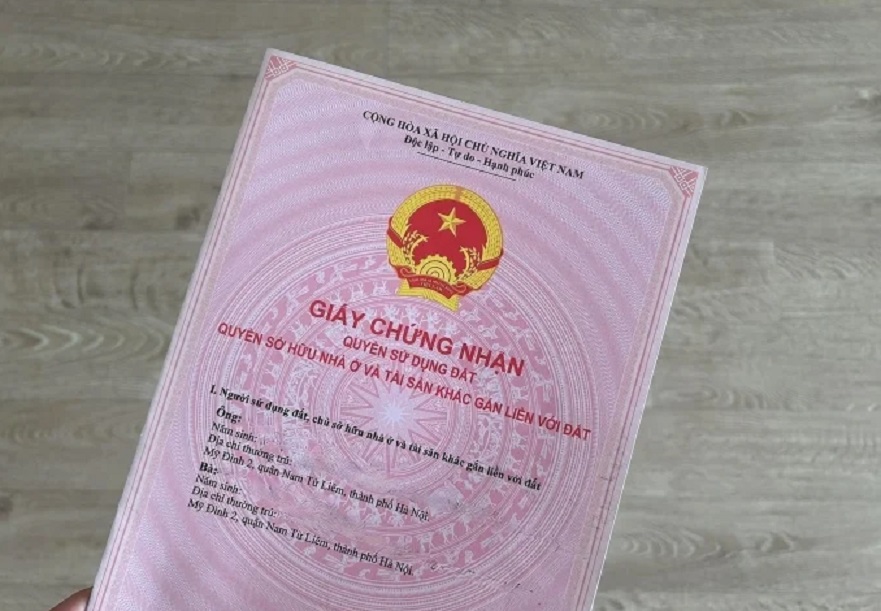 CỘNG HÒA XÃ HỘI CHỦ NGHĨA VIỆT NAM
Độc lập - Tự do - Hạnh phúc
GIẤY CHỨNG NHẬN
QUYỀN SỬ DỤNG ĐẤT
QUYỀN SỞ HỮU NHÀ Ở VÀ TÀI SẢN KHÁC GẮN LIỀN VỚI ĐẤT
I. Người sử dụng đất, chủ sở hữu nhà ở và tài sản khác gắn liền với đất
Ông:
Năm sinh:
Địa chỉ thường trú:
Mỹ Đình 2, quận Nam Từ Liêm, thành phố Hà Nội.
Bà:
Năm sinh:
Địa chỉ thường trú:
Mỹ Đình 2, quận Nam Từ Liêm, thành phố Hà Nội.